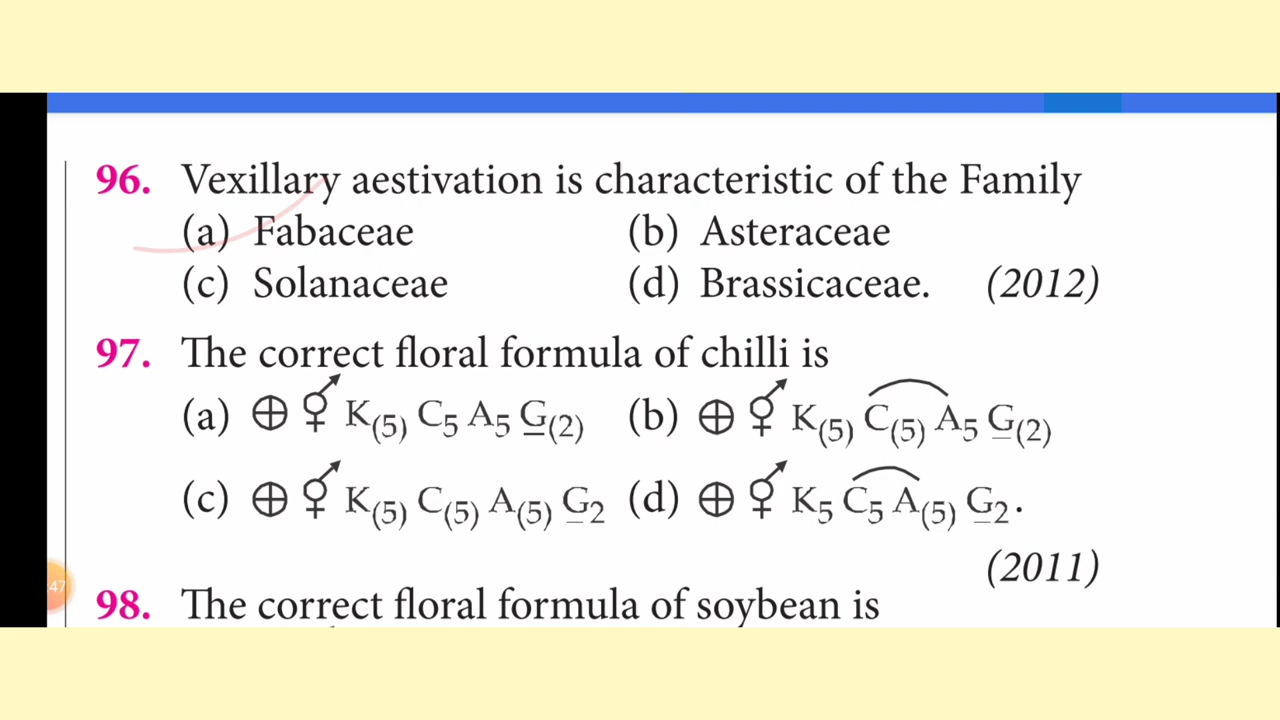 96. Vexillary aestivation is characteristic of the Family
(a) Fabaceae (b) Asteraceae
(c) Solanaceae (d) Brassicaceae. (2012)
97. The correct floral formula of chilli is
(a) ⊕ ⚥ K(5) C5 A5 G(2) (b) ⊕ ⚥ K(5) C(5) A5 G(2)
(c) ⊕ ⚥ K(5) C(5) A(5) G2 (d) ⊕ ⚥ K5 C5 A(5) G2.
(2011)
:47
98. The correct floral formula of soybean is